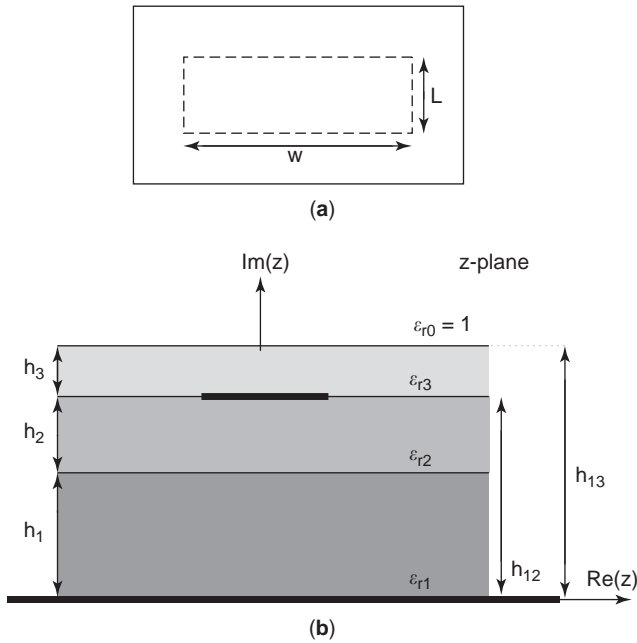 L
w
(a)
Im(z)
z-plane
εr0 = 1
h3
εr3
h2
εr2
h13
h1
h12
εr1
Re(z)
(b)